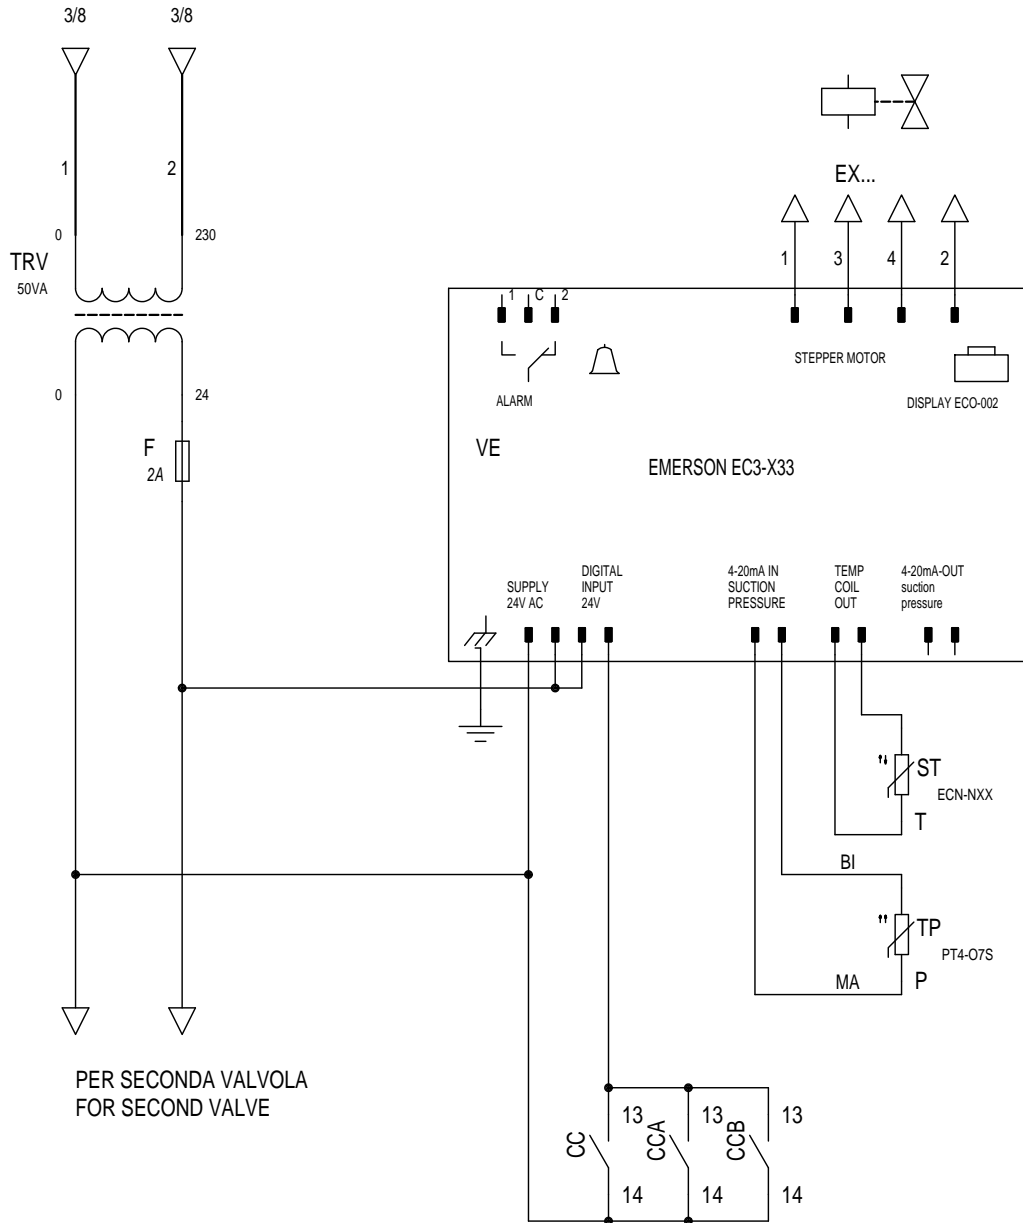 3/8
3/8
1
2
0
230
TRV
50VA
0
24
F
2A
EX...
1
3
4
2
1
C
2
STEPPER MOTOR
ALARM
DISPLAY ECO-002
VE
EMERSON EC3-X33
SUPPLY
24V AC
DIGITAL
INPUT
24V
4-20mA IN
SUCTION
PRESSURE
TEMP
COIL
OUT
4-20mA-OUT
suction
pressure
ST
ECN-NXX
T
BI
TP
PT4-O7S
MA
P
PER SECONDA VALVOLA
FOR SECOND VALVE
CC
13
14
CCA
13
14
CCB
13
14